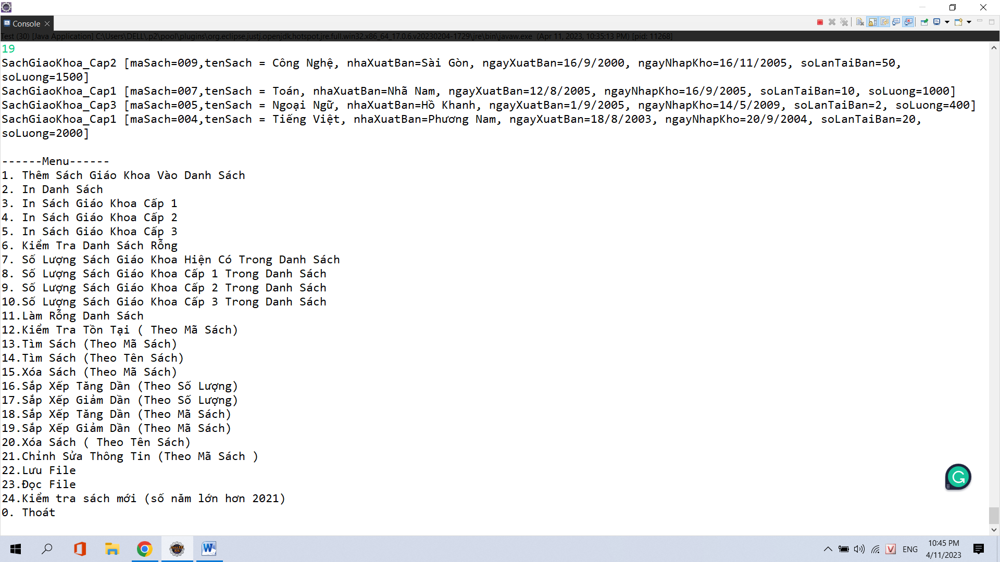 Console
Test (30) [Java Application] C:\Users\DELL\.p2\pool\plugins\org.eclipse.justj.openjdk.hotspot.jre.full.win32.x86_64_17.0.6.v20230204-1729\jre\bin\javaw.exe (Apr 11, 2023, 10:35:13 PM) [pid: 11268]
19
SachGiaoKhoa_Cap2 [maSach=009,tenSach = Công Nghệ, nhaXuatBan=Sài Gòn, ngayXuatBan=16/9/2000, ngayNhapKho=16/11/2005, soLanTaiBan=50,
soLuong=1500]
SachGiaoKhoa_Cap1 [maSach=007,tenSach = Toán, nhaXuatBan=Nhã Nam, ngayXuatBan=12/8/2005, ngayNhapKho=16/9/2005, soLanTaiBan=10, soLuong=1000]
SachGiaoKhoa_Cap3 [maSach=005,tenSach = Ngoại Ngữ, nhaXuatBan=Hồ Khanh, ngayXuatBan=1/9/2005, ngayNhapKho=14/5/2009, soLanTaiBan=2, soLuong=400]
SachGiaoKhoa_Cap1 [maSach=004,tenSach = Tiếng Việt, nhaXuatBan=Phương Nam, ngayXuatBan=18/8/2003, ngayNhapKho=20/9/2004, soLanTaiBan=20,
soLuong=2000]
------Menu------
1. Thêm Sách Giáo Khoa Vào Danh Sách
2. In Danh Sách
3. In Sách Giáo Khoa Cấp 1
4. In Sách Giáo Khoa Cấp 2
5. In Sách Giáo Khoa Cấp 3
6. Kiểm Tra Danh Sách Rỗng
7. Số Lượng Sách Giáo Khoa Hiện Có Trong Danh Sách
8. Số Lượng Sách Giáo Khoa Cấp 1 Trong Danh Sách
9. Số Lượng Sách Giáo Khoa Cấp 2 Trong Danh Sách
10.Số Lượng Sách Giáo Khoa Cấp 3 Trong Danh Sách
11.Làm Rỗng Danh Sách
12.Kiểm Tra Tồn Tại ( Theo Mã Sách)
13.Tìm Sách (Theo Mã Sách)
14.Tìm Sách (Theo Tên Sách)
15.Xóa Sách (Theo Mã Sách)
16.Sắp Xếp Tăng Dần (Theo Số Lượng)
17.Sắp Xếp Giảm Dần (Theo Số Lượng)
18.Sắp Xếp Tăng Dần (Theo Mã Sách)
19.Sắp Xếp Giảm Dần (Theo Mã Sách)
20.Xóa Sách ( Theo Tên Sách)
21.Chỉnh Sửa Thông Tin (Theo Mã Sách )
22.Lưu File
23.Đọc File
24.Kiểm tra sách mới (số năm lớn hơn 2021)
0. Thoát
ENG
10:45 PM
4/11/2023